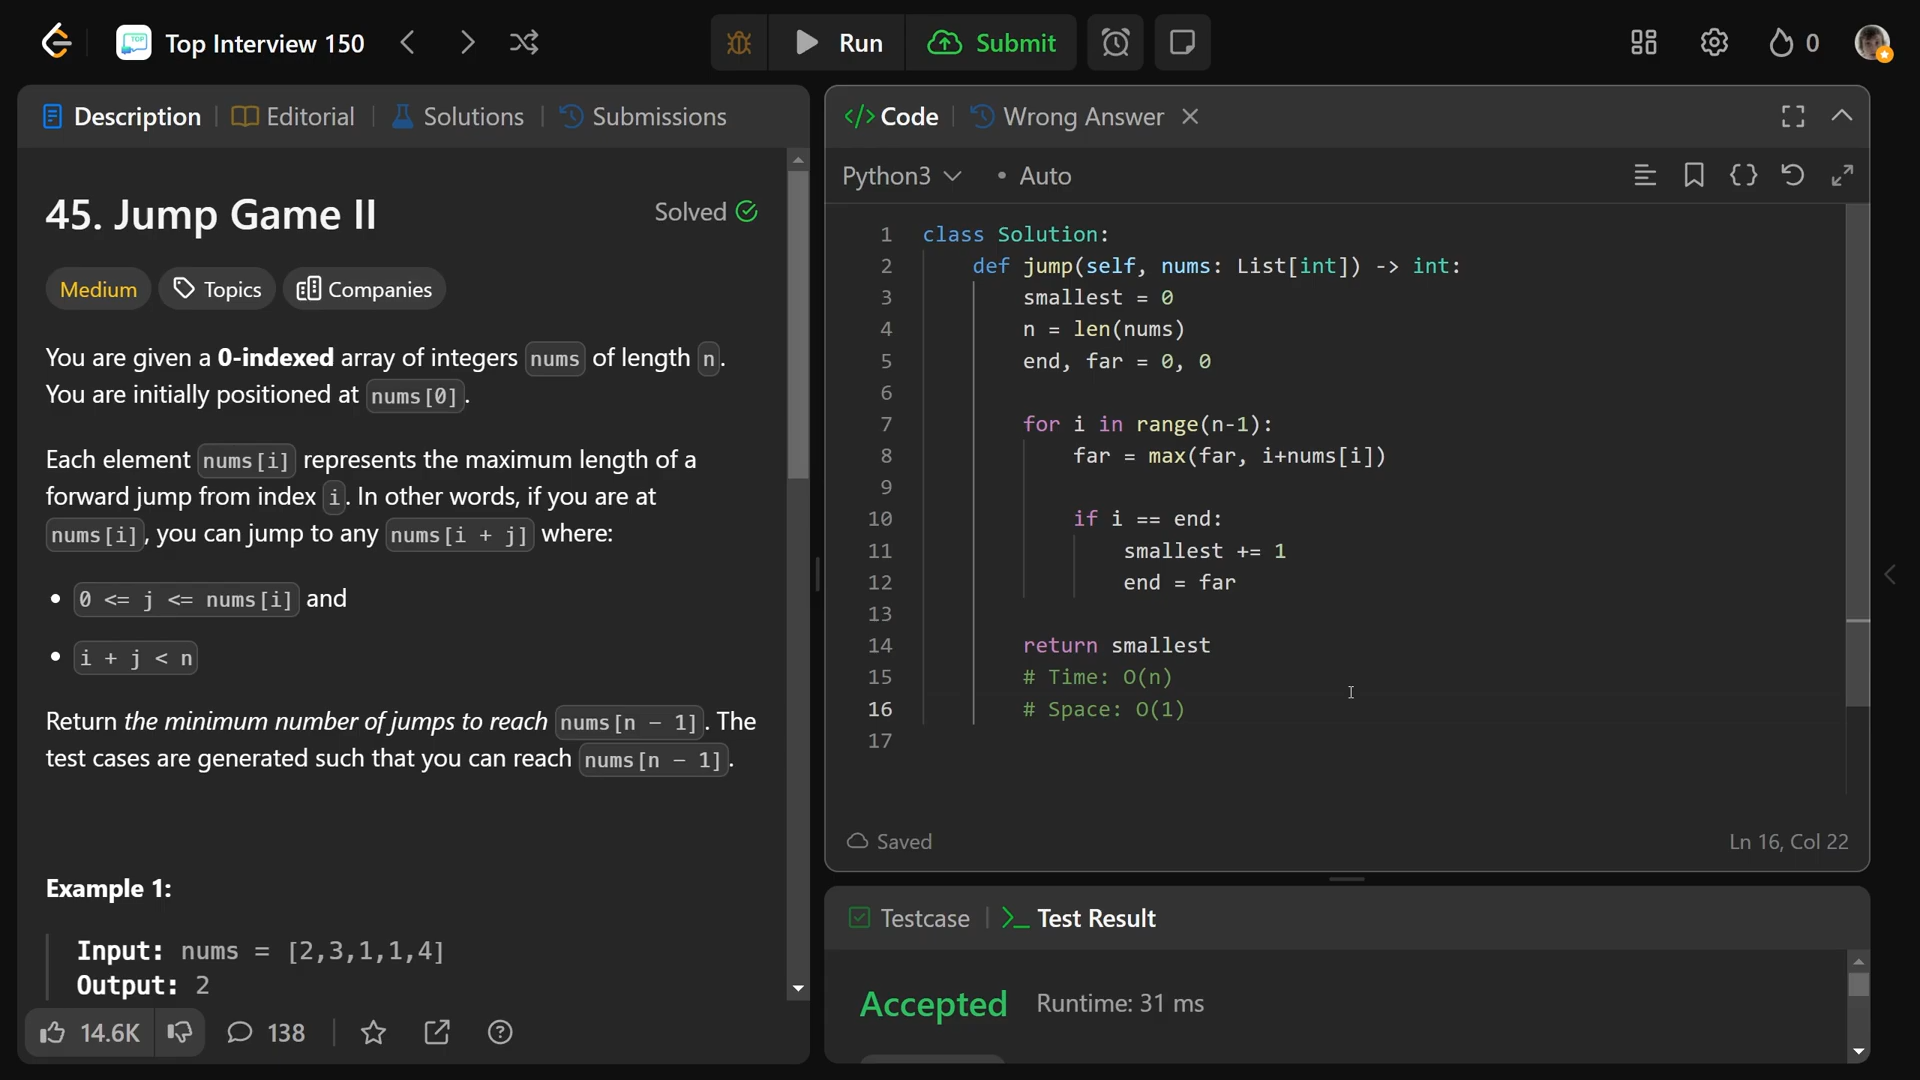 Top Interview 150
Run
Submit
0
Description
Editorial
Solutions
Submissions
45. Jump Game II
Solved
Medium
Topics
Companies
You are given a 0-indexed array of integers nums of length n.
You are initially positioned at nums[0].
Each element nums[i] represents the maximum length of a
forward jump from index i. In other words, if you are at
nums[i], you can jump to any nums[i + j] where:
• 0 <= j <= nums[i] and
• i + j < n
Return the minimum number of jumps to reach nums[n - 1]. The
test cases are generated such that you can reach nums[n - 1].
Example 1:
Input: nums = [2,3,1,1,4]
Output: 2
14.6K
138
</> Code
Wrong Answer
Python3
• Auto
1 class Solution:
2 def jump(self, nums: List[int]) -> int:
3 smallest = 0
4 n = len(nums)
5 end, far = 0, 0
6
7 for i in range(n-1):
8 far = max(far, i+nums[i])
9
10 if i == end:
11 smallest += 1
12 end = far
13
14 return smallest
15 # Time: O(n)
16 # Space: O(1)
17
Saved
Ln 16, Col 22
Testcase
Test Result
Accepted
Runtime: 31 ms